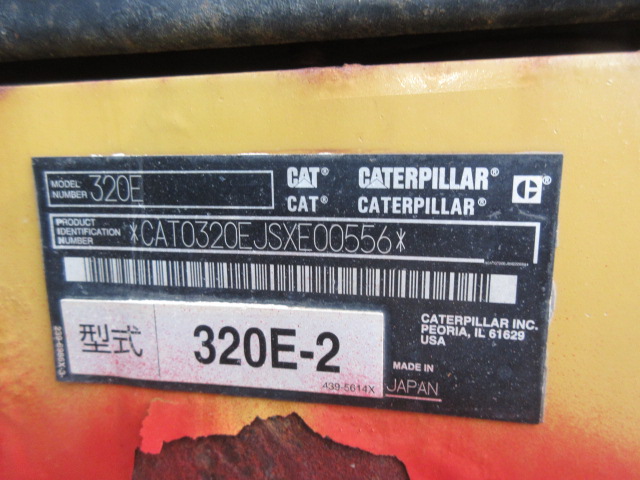 MODEL NUMBER 320E
CAT® CATERPILLAR®
CAT® CATERPILLAR®
PRODUCT IDENTIFICATION NUMBER *CAT0320EJSXE00556*
型式 320E-2
439-5614X
CATERPILLAR INC.
PEORIA, IL 61629
USA
MADE IN JAPAN